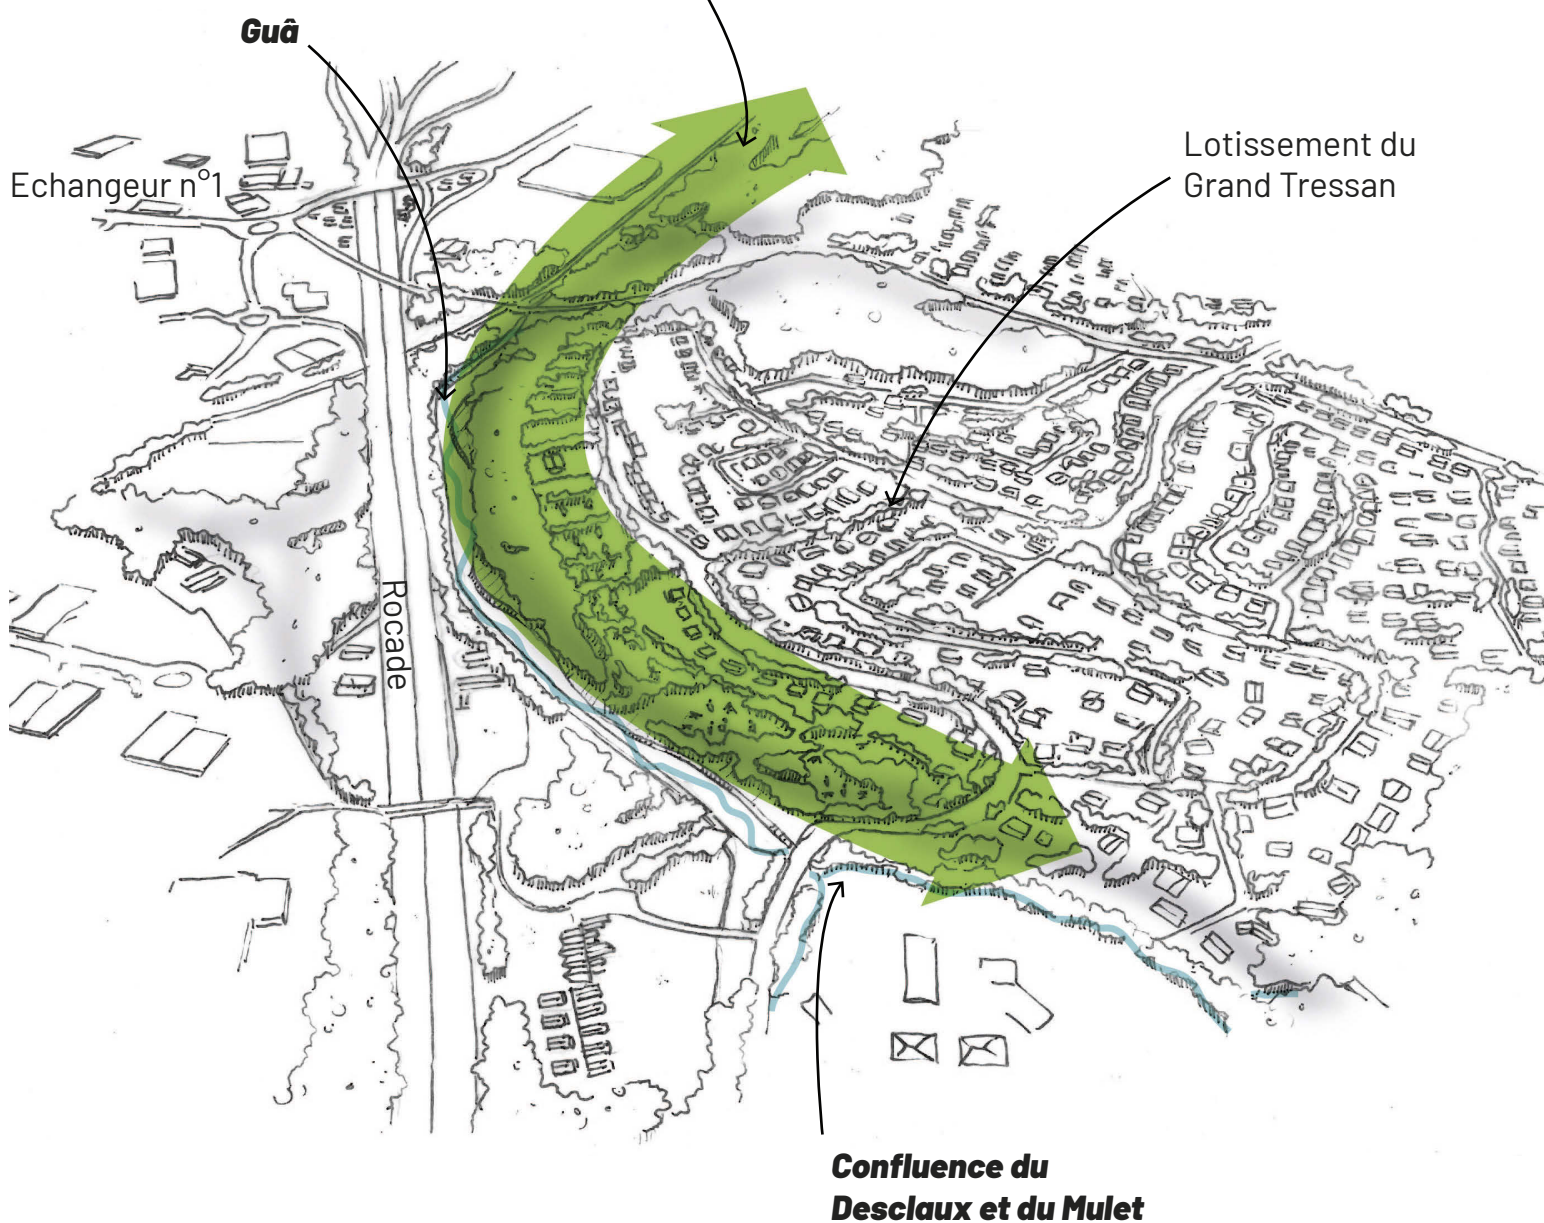 Guâ
Lotissement du
Grand Tressan
Echangeur n°1
Rocade
Confluence du
Desclaux et du Mulet